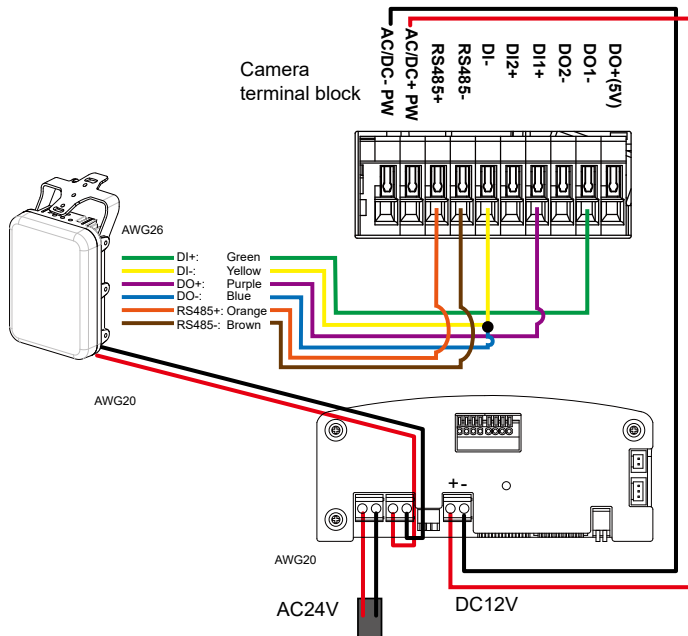 AC/DC- PW
AC/DC+ PW
RS485+
RS485-
DI-
DI2+
DI1+
DO2-
DO1-
DO+(5V)
Camera
terminal block
AWG26
DI+: Green
DI-: Yellow
DO+: Purple
DO-: Blue
RS485+: Orange
RS485-: Brown
AWG20
+-
AWG20
AC24V
DC12V